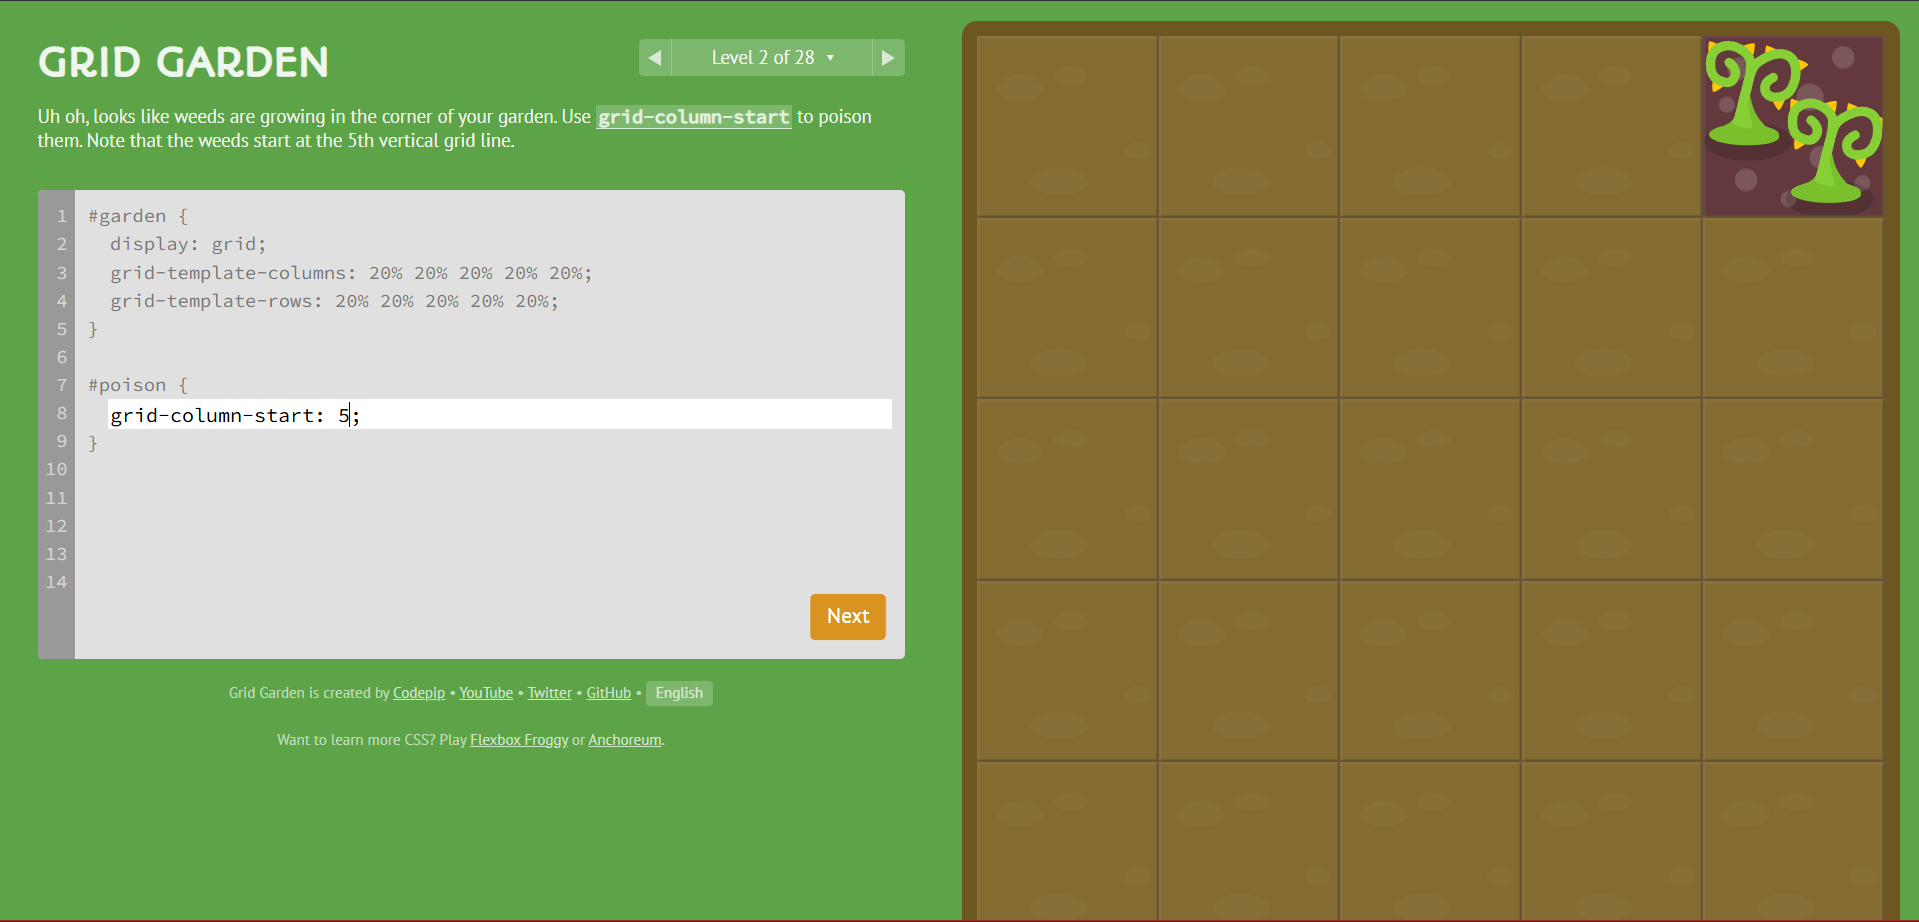 GRID GARDEN
◀ Level 2 of 28 ▾ ▶
Uh oh, looks like weeds are growing in the corner of your garden. Use grid-column-start to poison
them. Note that the weeds start at the 5th vertical grid line.
1 #garden {
2   display: grid;
3   grid-template-columns: 20% 20% 20% 20% 20%;
4   grid-template-rows: 20% 20% 20% 20% 20%;
5 }
6
7 #poison {
8   grid-column-start: 5;
9 }
10
11
12
13
14
Next
Grid Garden is created by Codepip • YouTube • Twitter • GitHub • English
Want to learn more CSS? Play Flexbox Froggy or Anchoreum.